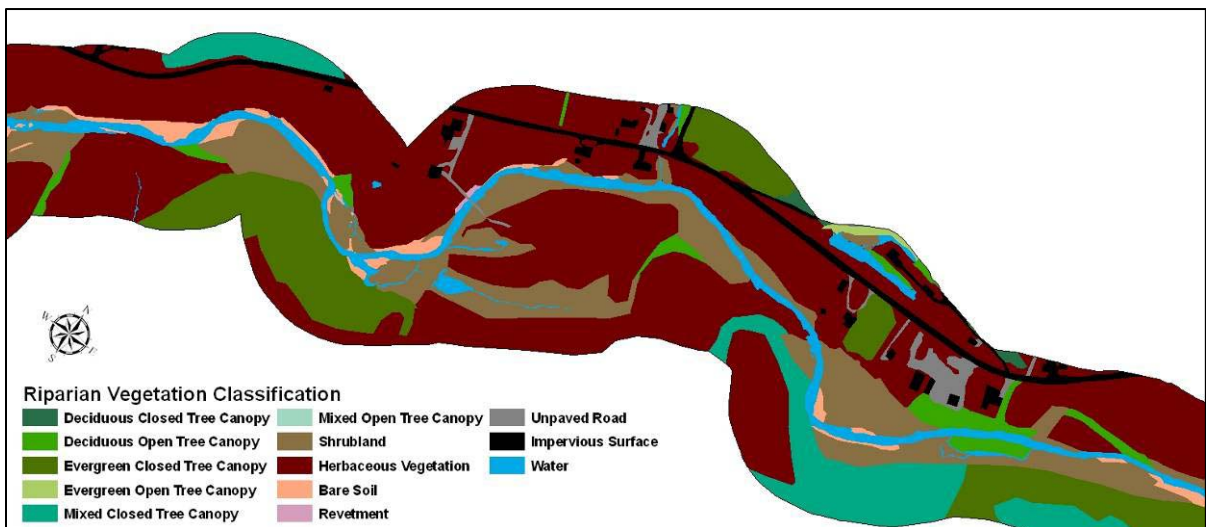 N
W
E
S
Riparian Vegetation Classification
Deciduous Closed Tree Canopy
Deciduous Open Tree Canopy
Evergreen Closed Tree Canopy
Evergreen Open Tree Canopy
Mixed Closed Tree Canopy
Mixed Open Tree Canopy
Shrubland
Herbaceous Vegetation
Bare Soil
Revetment
Unpaved Road
Impervious Surface
Water